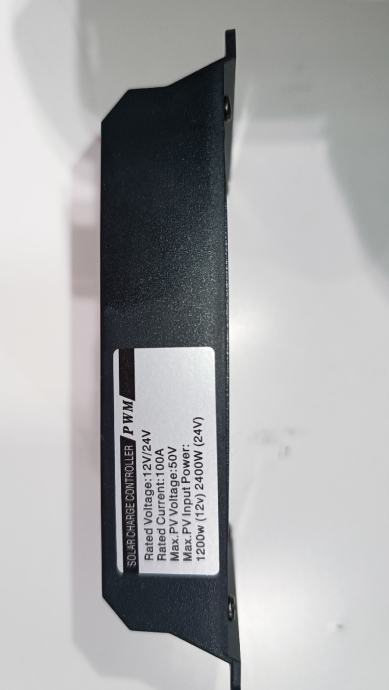 SOLAR CHARGE CONTROLLER PWM
Rated Voltage:12V/24V
Rated Current:100A
Max.PV Voltage:50V
Max.PV Input Power:
1200w (12v) 2400W (24V)